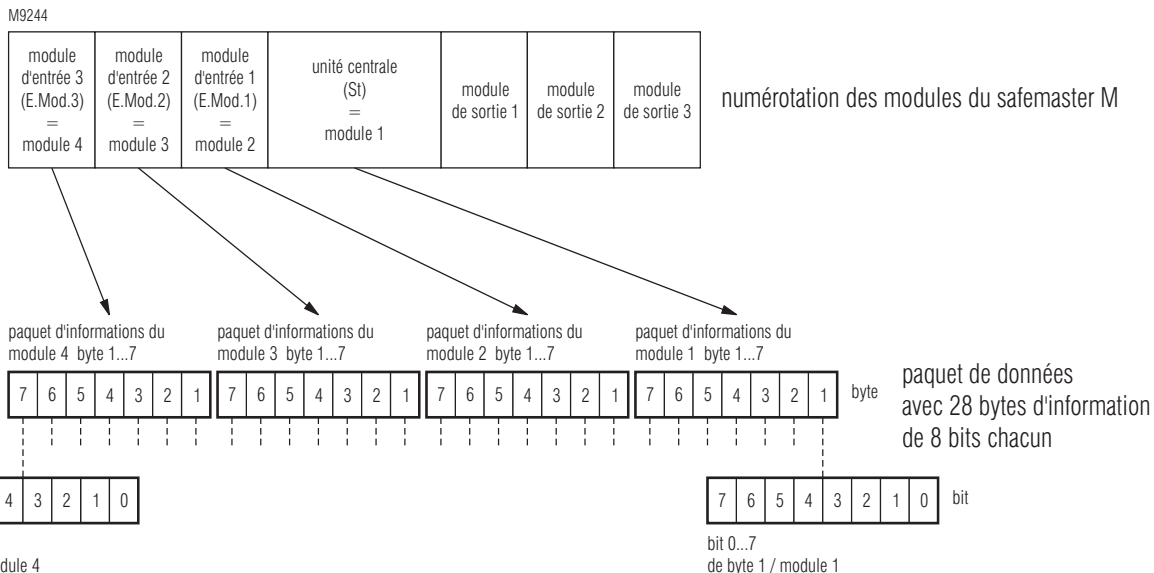 M9244
module
d'entrée 3
(E.Mod.3)
=
module 4
module
d'entrée 2
(E.Mod.2)
=
module 3
module
d'entrée 1
(E.Mod.1)
=
module 2
unité centrale
(St)
=
module 1
module
de sortie 1
module
de sortie 2
module
de sortie 3
numérotation des modules du safemaster M
paquet d'informations du
module 4 byte 1...7
paquet d'informations du
module 3 byte 1...7
paquet d'informations du
module 2 byte 1...7
paquet d'informations du
module 1 byte 1...7
7 6 5 4 3 2 1
7 6 5 4 3 2 1
7 6 5 4 3 2 1
7 6 5 4 3 2 1
byte
paquet de données
avec 28 bytes d'information
de 8 bits chacun
4 3 2 1 0
7 6 5 4 3 2 1 0
bit
dule 4
bit 0...7
de byte 1 / module 1